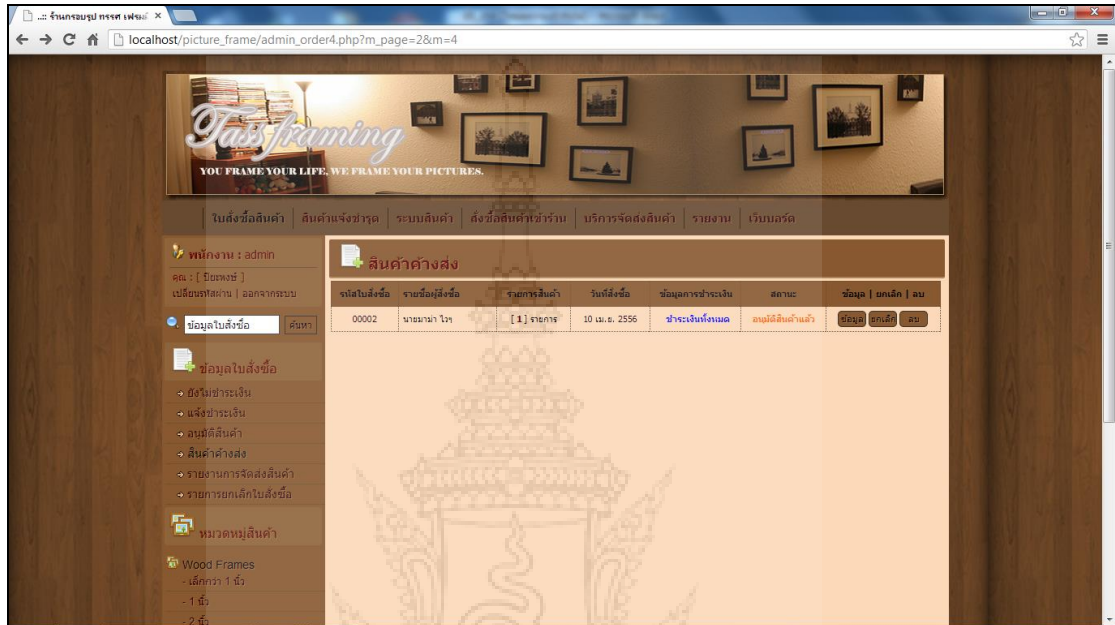 ..:: ร้านกรอบรูป ทรรศ เฟรม
localhost/picture_frame/admin_order4.php?m_page=2&m=4
Tass framing
YOU FRAME YOUR LIFE, WE FRAME YOUR PICTURES.
ใบสั่งซื้อสินค้า | สินค้าแจ้งชำรุด | ระบบสินค้า | สั่งซื้อสินค้าเข้าร้าน | บริการจัดส่งสินค้า | รายงาน | เว็บบอร์ด
พนักงาน : admin
คุณ : [ ปิยะพงษ์ ]
เปลี่ยนรหัสผ่าน | ออกจากระบบ
ข้อมูลใบสั่งซื้อ ค้นหา
ข้อมูลใบสั่งซื้อ
ยังไม่ชำระเงิน
แจ้งชำระเงิน
อนุมัติสินค้า
สินค้าค้างส่ง
รายงานการจัดส่งสินค้า
รายการยกเลิกใบสั่งซื้อ
หมวดหมู่สินค้า
Wood Frames
- เล็กกว่า 1 นิ้ว
- 1 นิ้ว
- 2 นิ้ว
สินค้าค้างส่ง
รหัสใบสั่งซื้อ รายชื่อผู้สั่งซื้อ รายการสินค้า วันที่สั่งซื้อ ข้อมูลการชำระเงิน สถานะ ข้อมูล | ยกเลิก | ลบ
00002 นายมาม่า ไวๆ [ 1 ] รายการ 10 เม.ย. 2556 ชำระเงินทั้งหมด อนุมัติสินค้าแล้ว ข้อมูล ยกเลิก ลบ